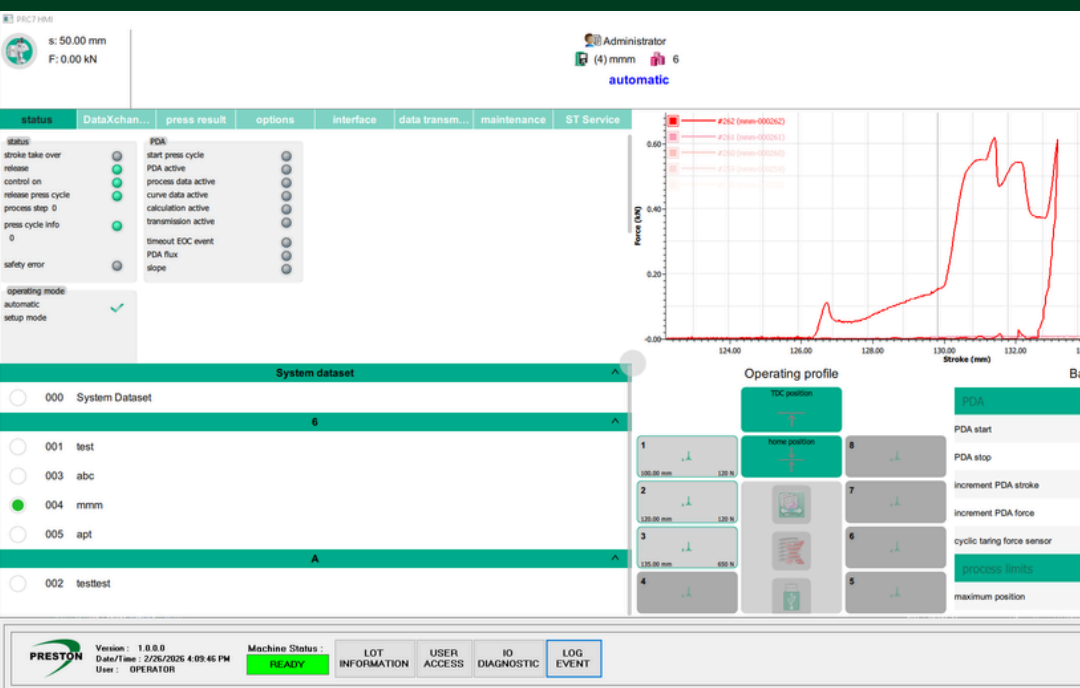 PRC7 HMI
s: 50.00 mm
F: 0.00 kN
Administrator
(4) mmm 6
automatic
status DataXchan... press result options interface data transm... maintenance ST Service
status
stroke take over
release
control on
release press cycle
process step 0
press cycle info
0
safety error
PDA
start press cycle
PDA active
process data active
curve data active
calculation active
transmission active
timeout EOC event
PDA flux
slope
operating mode
automatic
setup mode
#262 (mmm-000262)
#261 (mmm-000261)
#260 (mmm-000260)
Force (kN)
0.60
0.40
0.20
-0.00
124.00 126.00 128.00 130.00 132.00
Stroke (mm)
System dataset
000 System Dataset
6
001 test
003 abc
004 mmm
005 apt
A
002 testtest
Operating profile
TDC position
home position
1
100.00 mm 120 N
2
120.00 mm 120 N
3
135.00 mm 650 N
4
8
7
6
5
Ba
PDA
PDA start
PDA stop
increment PDA stroke
increment PDA force
cyclic taring force sensor
process limits
maximum position
PRESTON
Version : 1.0.0.0
Date/Time : 2/26/2026 4:09:46 PM
User : OPERATOR
Machine Status :
READY
LOT INFORMATION
USER ACCESS
IO DIAGNOSTIC
LOG EVENT